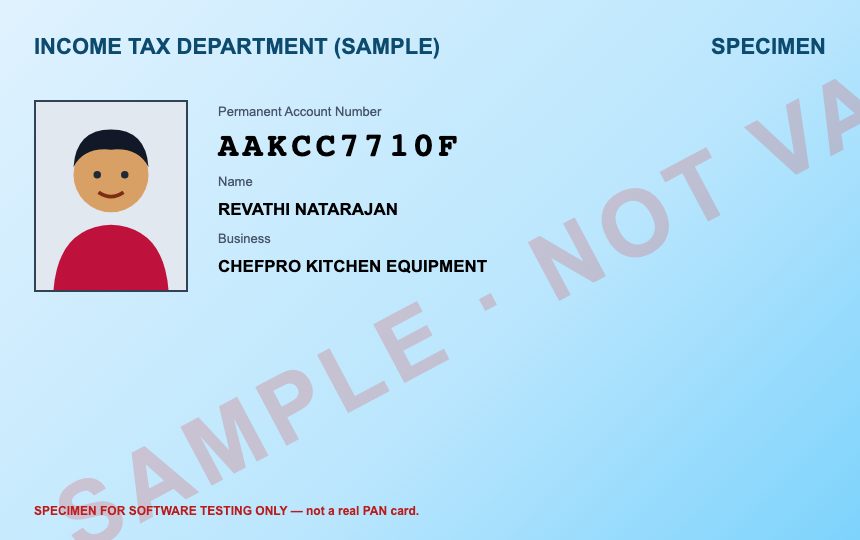 INCOME TAX DEPARTMENT (SAMPLE) SPECIMEN
Permanent Account Number
AAKCC7710F
Name
REVATHI NATARAJAN
Business
CHEFPRO KITCHEN EQUIPMENT
SAMPLE · NOT VA
SPECIMEN FOR SOFTWARE TESTING ONLY — not a real PAN card.